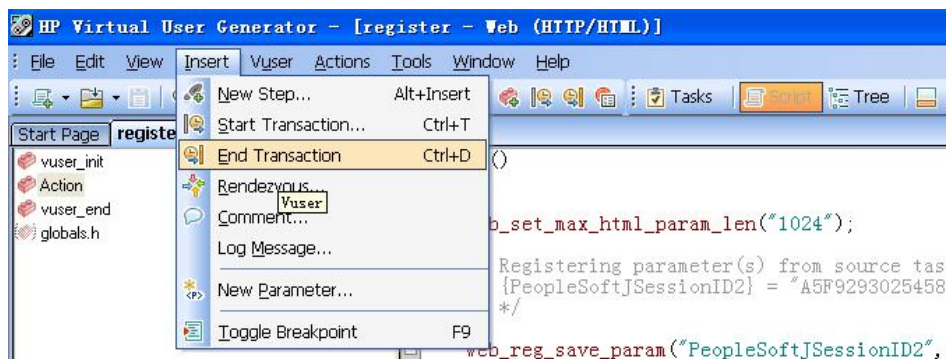 HP Virtual User Generator - [register - Web (HTTP/HTML)]
File Edit View Insert Vuser Actions Tools Window Help
New Step... Alt+Insert Tasks Script Tree
Start Transaction... Ctrl+T
Start Page registe
End Transaction Ctrl+D ()
vuser_init
Action Rendezvous...
Vuser
vuser_end Comment... b_set_max_html_param_len("1024");
globals.h
Log Message...
Registering parameter(s) from source tas
New Parameter... {PeopleSoftJSessionID2} = "A5F9293025458
*/
Toggle Breakpoint F9
web_reg_save_param("PeopleSoftJSessionID2",